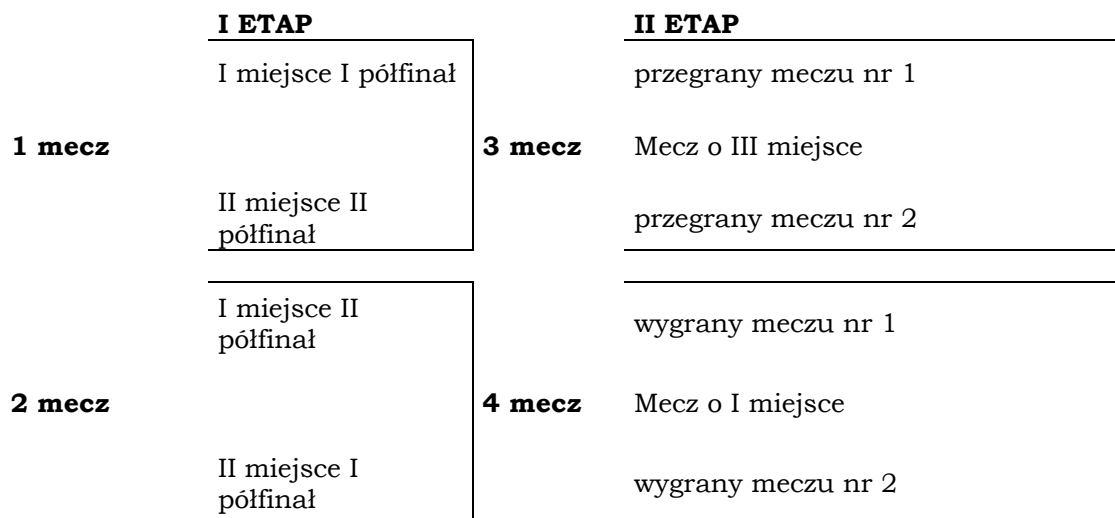 I ETAP II ETAP
I miejsce I półfinał przegrany meczu nr 1
1 mecz 3 mecz Mecz o III miejsce
II miejsce II
półfinał
przegrany meczu nr 2
I miejsce II
półfinał
wygrany meczu nr 1
2 mecz 4 mecz Mecz o I miejsce
II miejsce I
półfinał
wygrany meczu nr 2